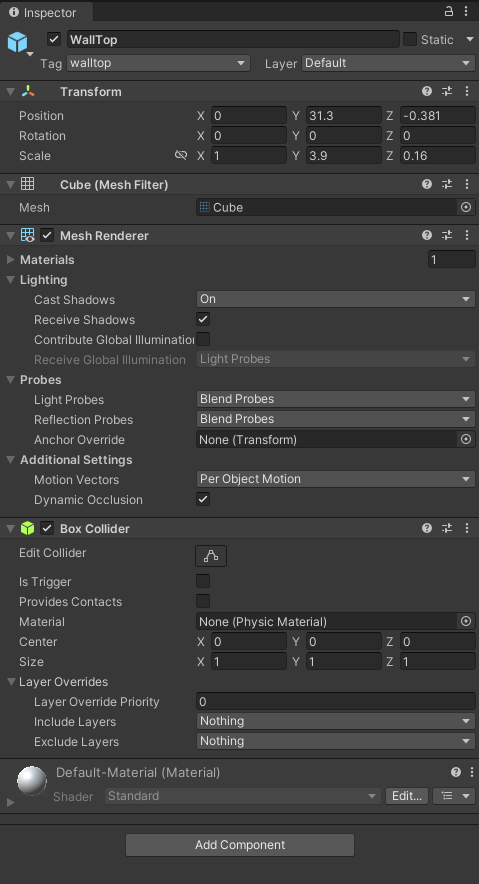 Inspector
WallTop Static
Tag walltop Layer Default
Transform
Position X 0 Y 31.3 Z -0.381
Rotation X 0 Y 0 Z 0
Scale X 1 Y 3.9 Z 0.16
Cube (Mesh Filter)
Mesh Cube
Mesh Renderer
Materials 1
Lighting
Cast Shadows On
Receive Shadows
Contribute Global Illumination
Receive Global Illumination Light Probes
Probes
Light Probes Blend Probes
Reflection Probes Blend Probes
Anchor Override None (Transform)
Additional Settings
Motion Vectors Per Object Motion
Dynamic Occlusion
Box Collider
Edit Collider
Is Trigger
Provides Contacts
Material None (Physic Material)
Center X 0 Y 0 Z 0
Size X 1 Y 1 Z 1
Layer Overrides
Layer Override Priority 0
Include Layers Nothing
Exclude Layers Nothing
Default-Material (Material)
Shader Standard Edit...
Add Component